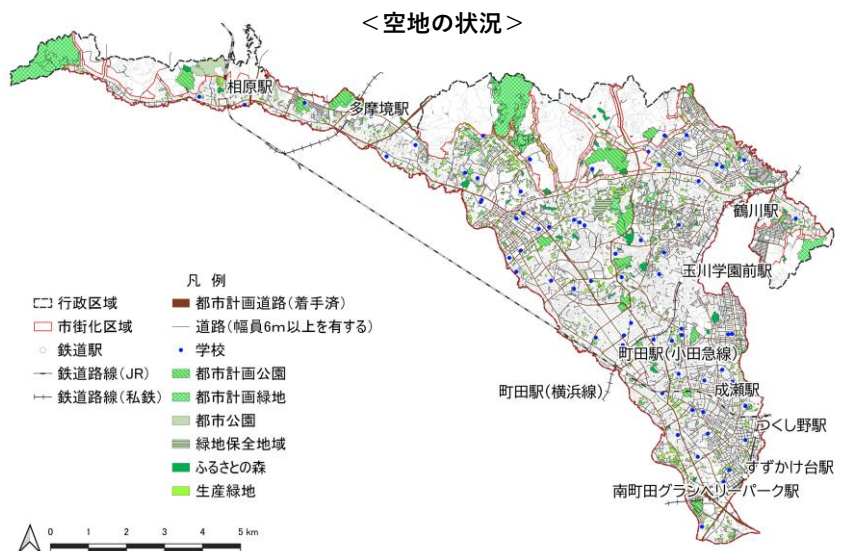 ＜空地の状況＞
相原駅
多摩境駅
鶴川駅
玉川学園前駅
町田駅(小田急線)
町田駅(横浜線)
成瀬駅
つくし野駅
すずかけ台駅
南町田グランベリーパーク駅
凡 例
行政区域
市街化区域
鉄道駅
鉄道路線(JR)
鉄道路線(私鉄)
都市計画道路(着手済)
道路(幅員6m以上を有する)
学校
都市計画公園
都市計画緑地
都市公園
緑地保全地域
ふるさとの森
生産緑地
0 1 2 3 4 5 km